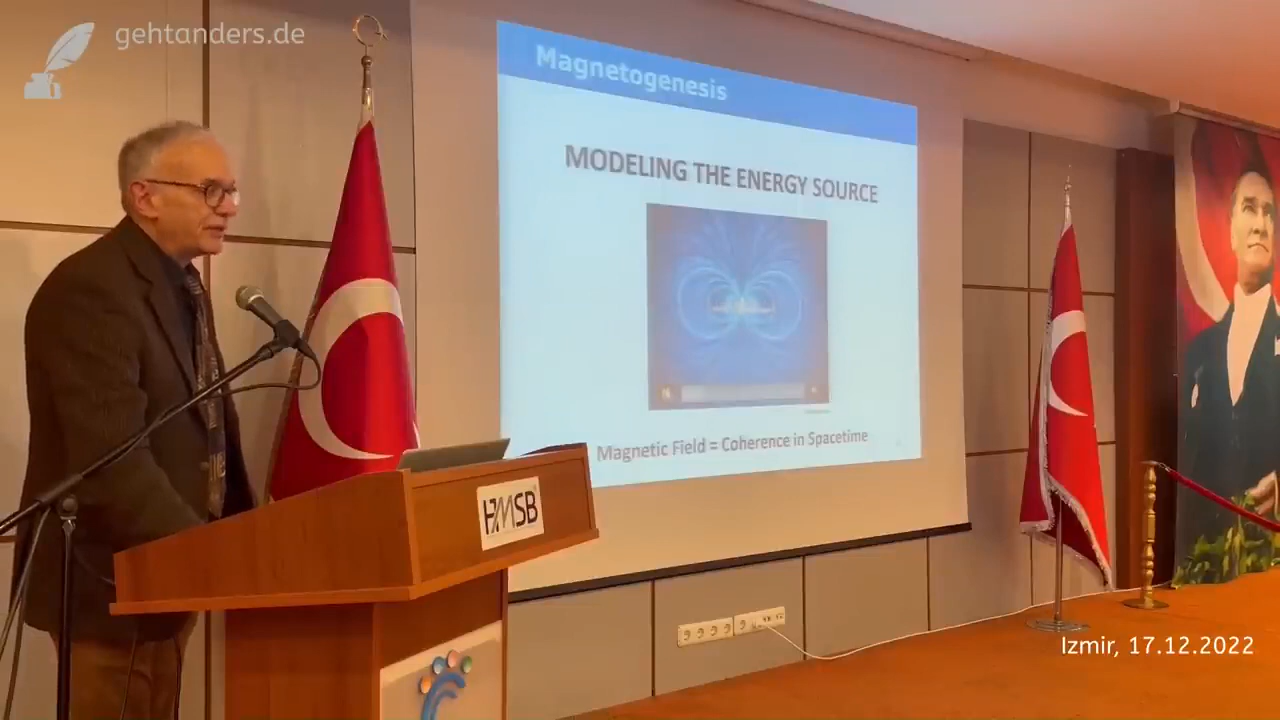 gehtanders.de
Magnetogenesis
MODELING THE ENERGY SOURCE
Magnetic Field = Coherence in Spacetime
HMSB
Izmir, 17.12.2022